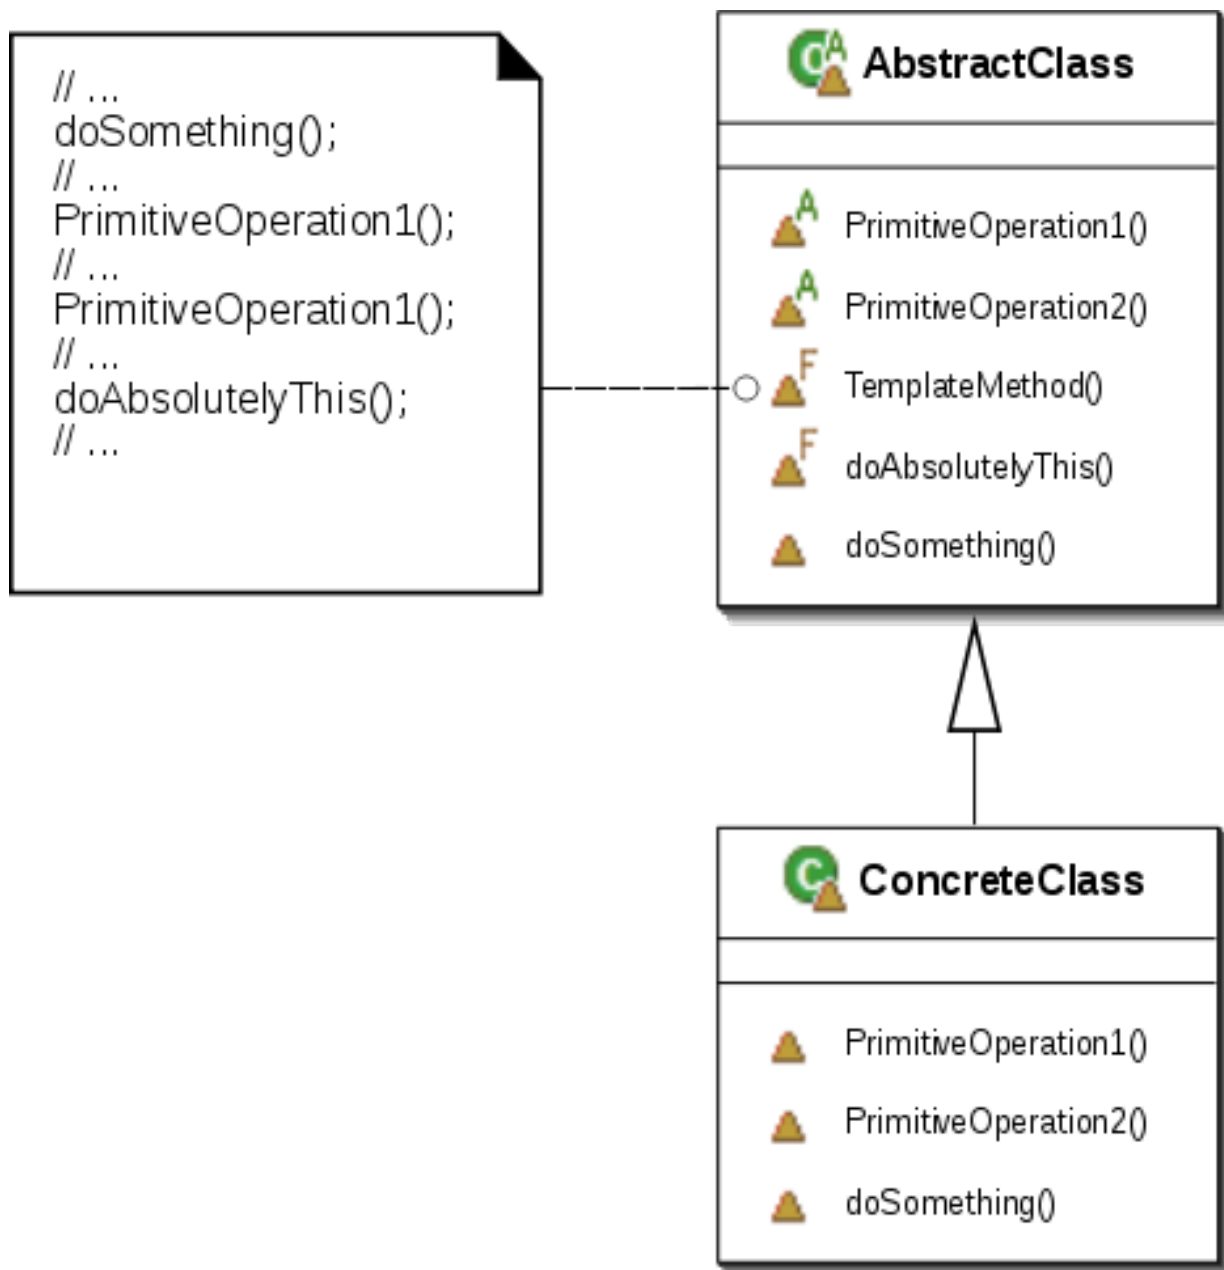 // ...
doSomething();
// ...
PrimitiveOperation1();
// ...
PrimitiveOperation1();
// ...
doAbsolutelyThis();
// ...
C A AbstractClass
A PrimitiveOperation1()
A PrimitiveOperation2()
F TemplateMethod()
F doAbsolutelyThis()
doSomething()
C ConcreteClass
PrimitiveOperation1()
PrimitiveOperation2()
doSomething()